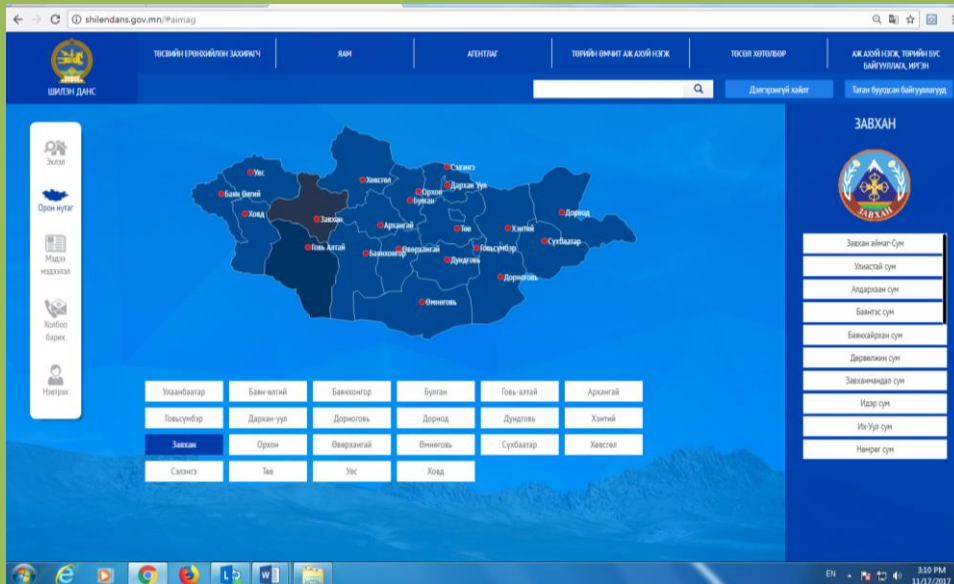 shilendans.gov.mn/#aimag
ШИЛЭН ДАНС
ТӨСВИЙН ЕРӨНХИЙЛӨН ЗАХИРАГЧ
ЯАМ
АГЕНТЛАГ
ТӨРИЙН ӨМЧИТ АЖ АХУЙ НЭГЖ
ТӨСӨЛ ХӨТӨЛБӨР
АЖ АХУЙ НЭГЖ, ТӨРИЙН БУС
БАЙГУУЛЛАГА, ИРГЭН
Дэлгэрэнгүй хайлт
Татан буугдсан байгууллагууд
Эхлэл
Орон нутаг
Мэдээ
мэдээлэл
Холбоо
барих
Нэвтрэх
Увс
Баян Өлгий
Ховд
Завхан
Говь Алтай
Хөвсгөл
Сэлэнгэ
Дархан Уул
Орхон
Булган
Архангай
Төв
Хэнтий
Дорнод
Сүхбаатар
Баянхонгор
Өвөрхангай
Говьсүмбэр
Дундговь
Дорноговь
Өмнөговь
Улаанбаатар
Баян-өлгий
Баянхонгор
Булган
Говь-алтай
Архангай
Говьсүмбэр
Дархан-уул
Дорноговь
Дорнод
Дундговь
Хэнтий
Завхан
Орхон
Өвөрхангай
Өмнөговь
Сүхбаатар
Хөвсгөл
Сэлэнгэ
Төв
Увс
Ховд
ЗАВХАН
ЗАВХАН
Завхан аймаг-Сум
Улиастай сум
Алдархаан сум
Баянтэс сум
Баянхайрхан сум
Дөрвөлжин сум
Завханмандал сум
Идэр сум
Их-Уул сум
Нөмрөг сум
EN
3:10 PM
11/17/2017